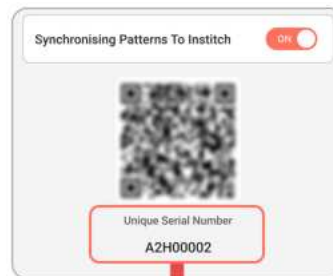 Synchronising Patterns To Institch
ON
Unique Serial Number
A2H00002